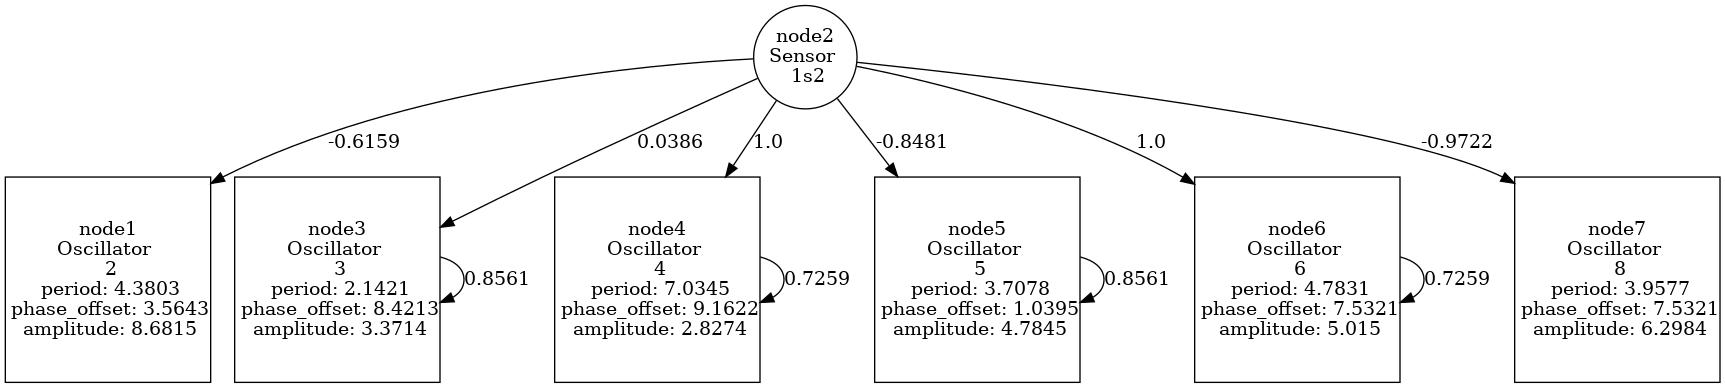 node2
Sensor
1s2
-0.6159
0.0386
1.0
-0.8481
1.0
-0.9722
node1
Oscillator
2
period: 4.3803
phase_offset: 3.5643
amplitude: 8.6815
node3
Oscillator
3
period: 2.1421
phase_offset: 8.4213
amplitude: 3.3714
0.8561
node4
Oscillator
4
period: 7.0345
phase_offset: 9.1622
amplitude: 2.8274
0.7259
node5
Oscillator
5
period: 3.7078
phase_offset: 1.0395
amplitude: 4.7845
0.8561
node6
Oscillator
6
period: 4.7831
phase_offset: 7.5321
amplitude: 5.015
0.7259
node7
Oscillator
8
period: 3.9577
phase_offset: 7.5321
amplitude: 6.2984